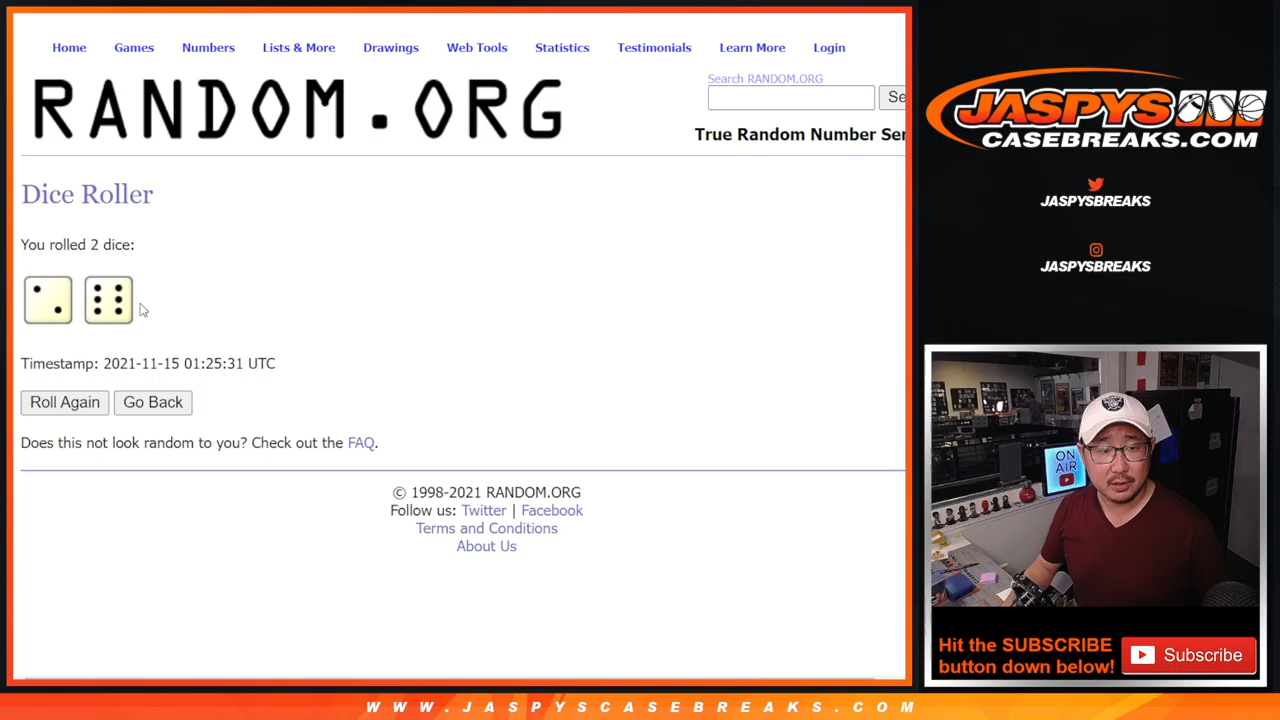 Home Games Numbers Lists & More Drawings Web Tools Statistics Testimonials Learn More Login
RANDOM.ORG
Search RANDOM.ORG
Se
True Random Number Ser
Dice Roller
You rolled 2 dice:
Timestamp: 2021-11-15 01:25:31 UTC
Roll Again Go Back
Does this not look random to you? Check out the FAQ.
© 1998-2021 RANDOM.ORG
Follow us: Twitter | Facebook
Terms and Conditions
About Us
JASPYS
CASEBREAKS.COM
JASPYSBREAKS
JASPYSBREAKS
ON
AIR
Hit the SUBSCRIBE
button down below!
Subscribe
WWW.JASPYSCASEBREAKS.COM